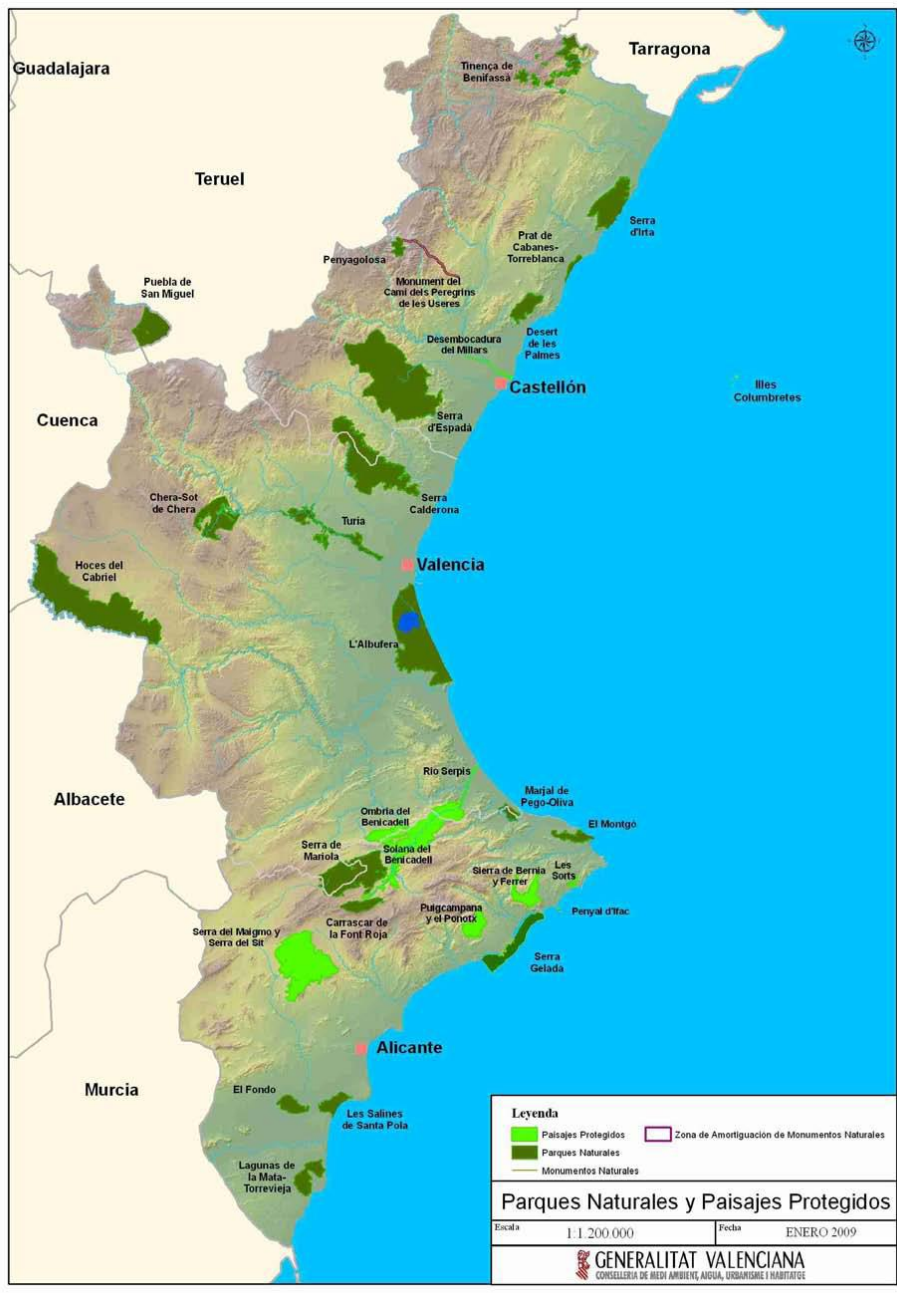 Tarragona
Guadalajara
Tinença de
Benifassà
Teruel
Serra
d'Irta
Prat de
Cabanes-
Torreblanca
Penyagolosa
Monument del
Camí dels Peregrins
de les Useres
Puebla de
San Miguel
Desembocadura
del Millars
Desert
de les
Palmes
Castellón
Illes
Columbretes
Cuenca
Serra
d'Espadà
Serra
Calderona
Chera-Sot
de Chera
Turia
Valencia
Hoces del
Cabriel
L'Albufera
Albacete
Río Serpis
Marjal de
Pego-Oliva
Ombria del
Benicadell
El Montgó
Serra de
Mariola
Solana del
Benicadell
Sierra de Bernia
y Ferrer
Les
Sorts
Puigcampana
y el Ponotx
Penyal d'Ifac
Carrascar de
la Font Roja
Serra del Maigmo y
Serra del Sit
Serra
Gelada
Alicante
Murcia
El Fondo
Les Salines
de Santa Pola
Lagunas de
la Mata-
Torrevieja
Leyenda
Paisajes Protegidos
Zona de Amortiguación de Monumentos Naturales
Parques Naturales
Monumentos Naturales
Parques Naturales y Paisajes Protegidos
Escala 1:1.200.000 Fecha ENERO 2009
GENERALITAT VALENCIANA
CONSELLERIA DE MEDI AMBIENT, AIGUA, URBANISME I HABITATGE